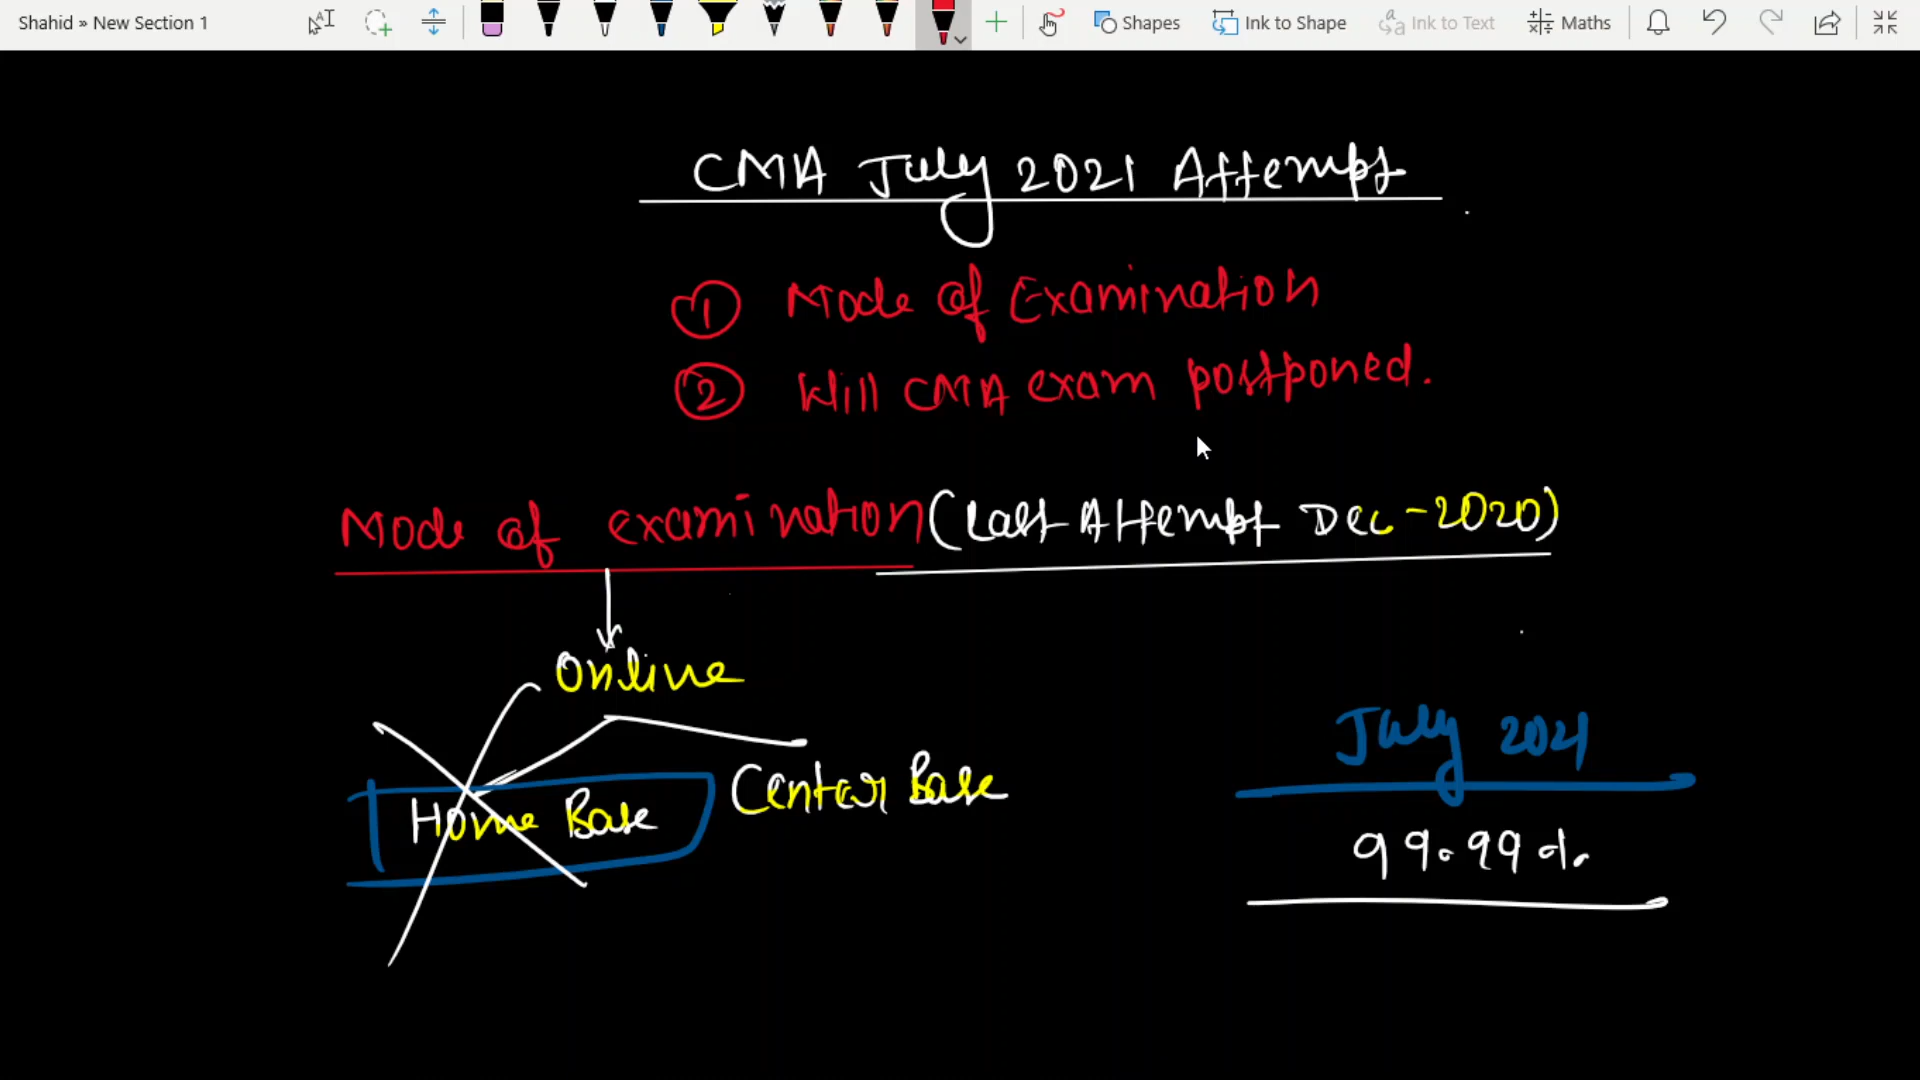 Shahid » New Section 1
Shapes
Ink to Shape
Ink to Text
Maths
CMA July 2021 Attempt
1 Mode of Examination
2 Will CMA exam postponed.
Mode of examination (Last Attempt Dec-2020)
Online
Home Base
Center Base
July 2021
99.99%